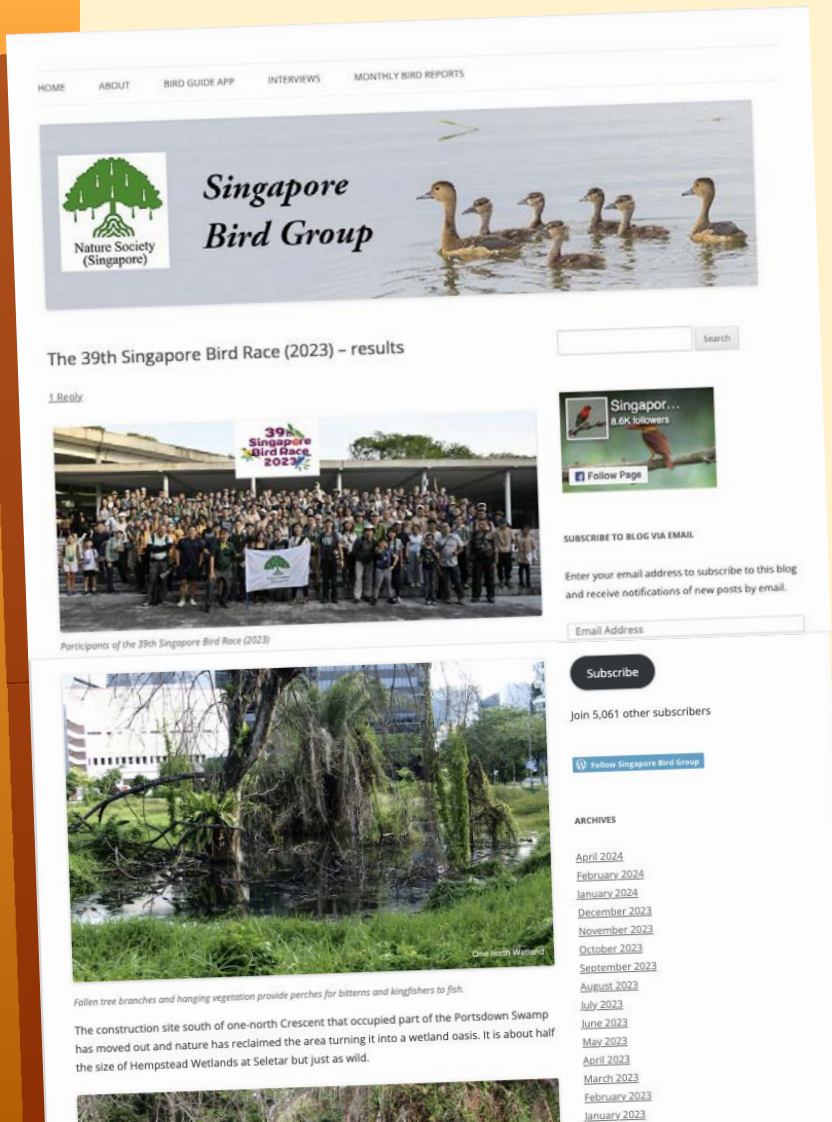 HOME ABOUT BIRD GUIDE APP INTERVIEWS MONTHLY BIRD REPORTS
Nature Society
(Singapore)
Singapore
Bird Group
The 39th Singapore Bird Race (2023) – results
1 Reply
39th
Singapore
Bird Race
2023
Participants of the 39th Singapore Bird Race (2023)
One north Wetland
Fallen tree branches and hanging vegetation provide perches for bitterns and kingfishers to fish.
The construction site south of one-north Crescent that occupied part of the Portsdown Swamp
has moved out and nature has reclaimed the area turning it into a wetland oasis. It is about half
the size of Hempstead Wetlands at Seletar but just as wild.
Search
Singapor...
8.6K followers
Follow Page
SUBSCRIBE TO BLOG VIA EMAIL
Enter your email address to subscribe to this blog
and receive notifications of new posts by email.
Email Address
Subscribe
Join 5,061 other subscribers
Follow Singapore Bird Group
ARCHIVES
April 2024
February 2024
January 2024
December 2023
November 2023
October 2023
September 2023
August 2023
July 2023
June 2023
May 2023
April 2023
March 2023
February 2023
January 2023